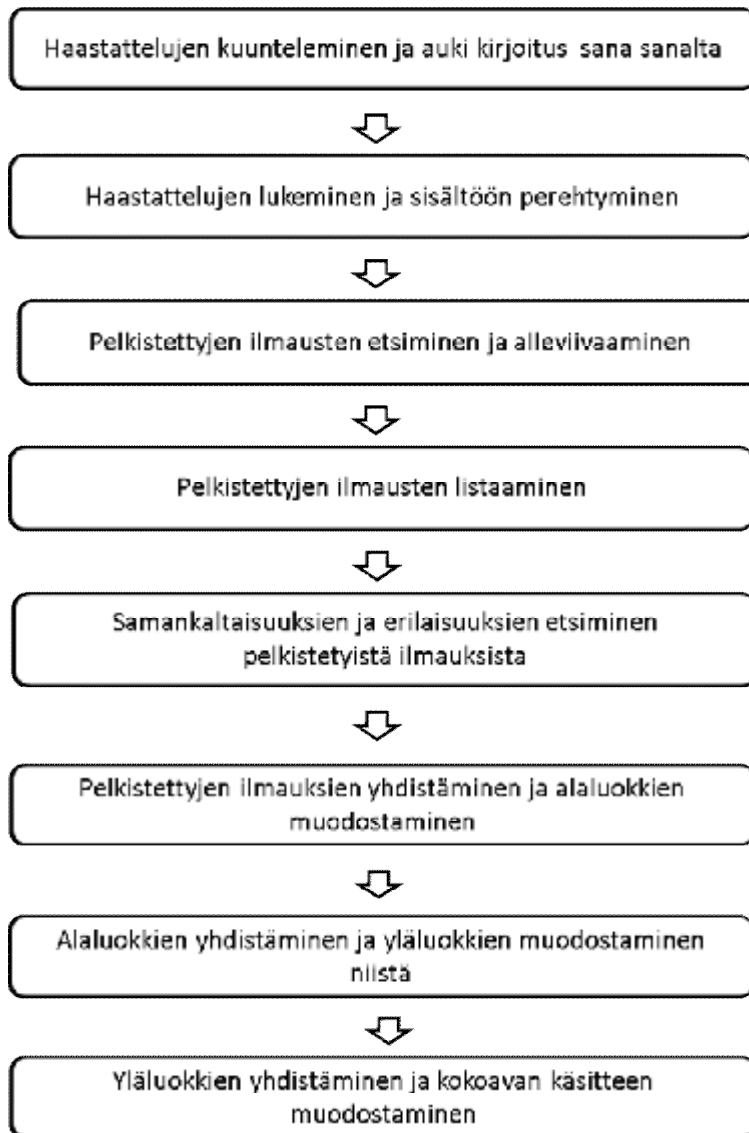 Haastattelujen kuunteleminen ja auki kirjoitus sana sanalta
Haastattelujen lukeminen ja sisältöön perehtyminen
Pelkistettyjen ilmausten etsiminen ja alleviivaaminen
Pelkistettyjen ilmausten listaaminen
Samankaltaisuuksien ja erilaisuuksien etsiminen
pelkistetyistä ilmauksista
Pelkistettyjen ilmauksien yhdistäminen ja alaluokkien
muodostaminen
Alaluokkien yhdistäminen ja yläluokkien muodostaminen
niistä
Yläluokkien yhdistäminen ja kokoavan käsitteen
muodostaminen